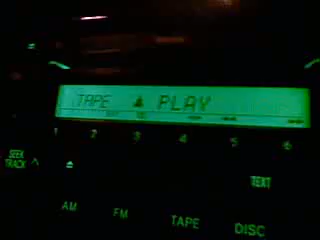 TAPE ▲ PLAY
1 2 3 4 5 6
SEEK
TRACK ^
TEXT
AM FM TAPE DISC